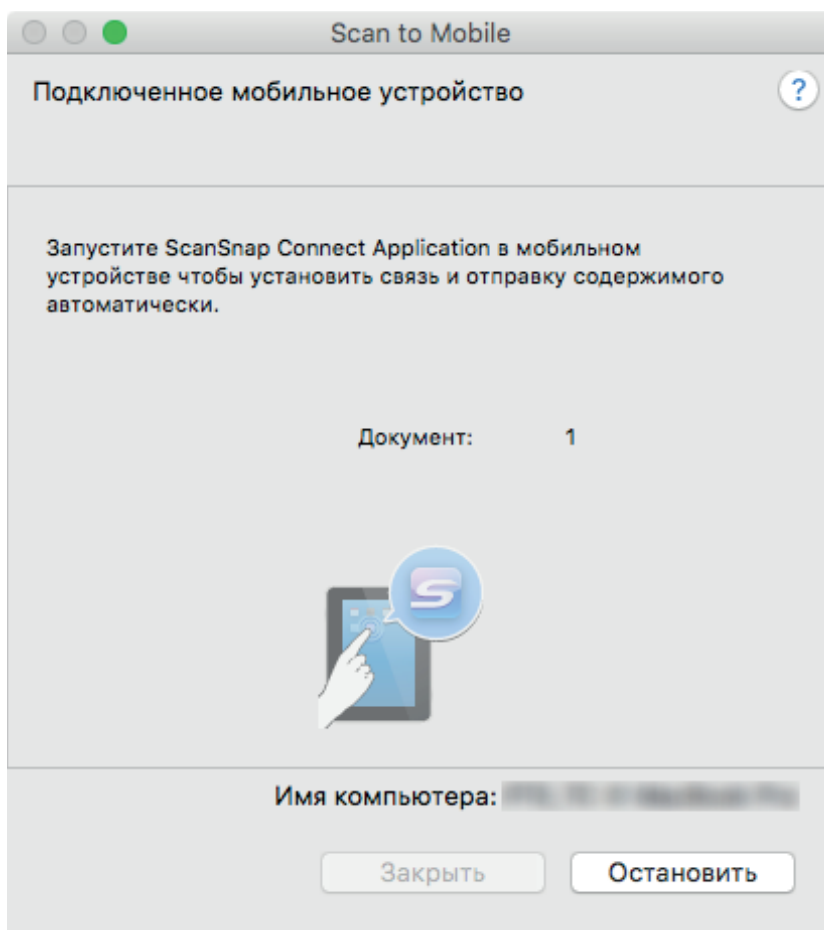 Scan to Mobile
Подключенное мобильное устройство
?
Запустите ScanSnap Connect Application в мобильном
устройстве чтобы установить связь и отправку содержимого
автоматически.
Документ: 1
S
Имя компьютера:
Закрыть
Остановить